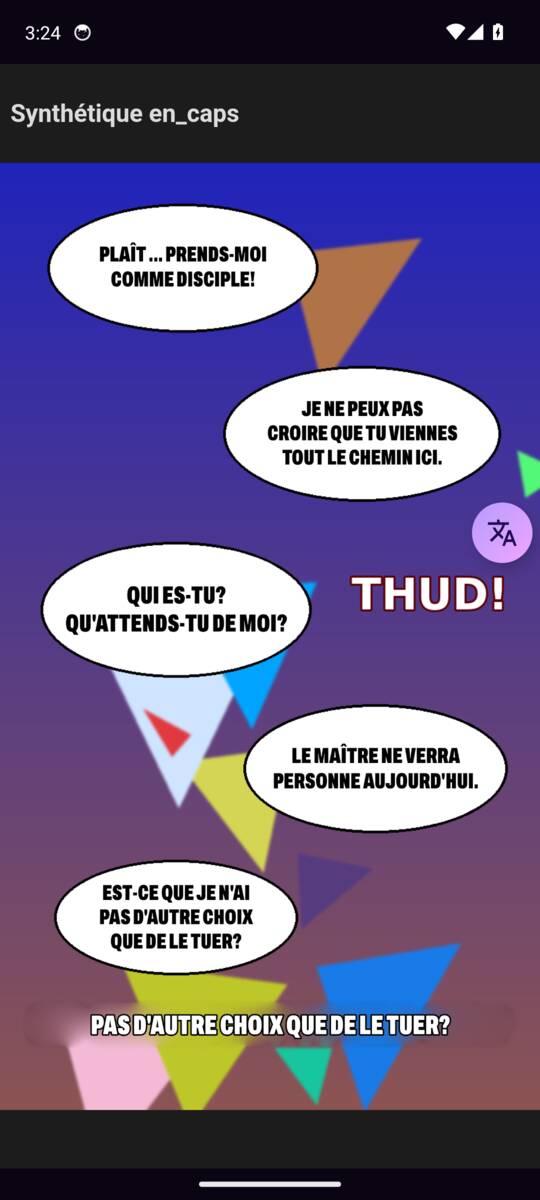 3:24
Synthétique en_caps
PLAÎT ... PRENDS-MOI
COMME DISCIPLE!
JE NE PEUX PAS
CROIRE QUE TU VIENNES
TOUT LE CHEMIN ICI.
QUI ES-TU?
QU'ATTENDS-TU DE MOI?
THUD!
LE MAÎTRE NE VERRA
PERSONNE AUJOURD'HUI.
EST-CE QUE JE N'AI
PAS D'AUTRE CHOIX
QUE DE LE TUER?
PAS D'AUTRE CHOIX QUE DE LE TUER?